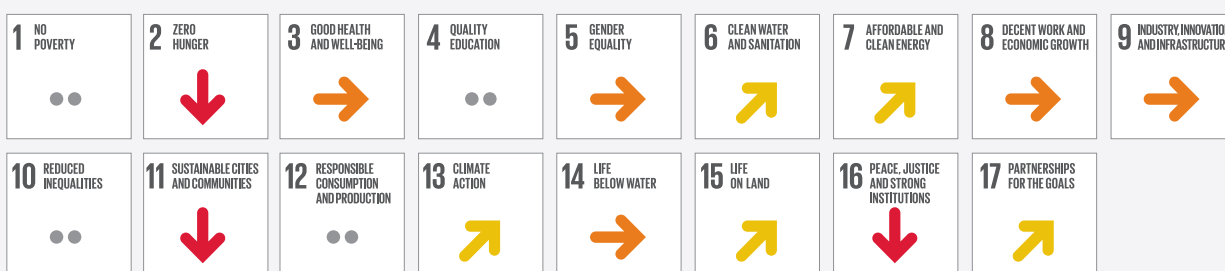 1 NO
POVERTY
2 ZERO
HUNGER
3 GOOD HEALTH
AND WELL-BEING
4 QUALITY
EDUCATION
5 GENDER
EQUALITY
6 CLEAN WATER
AND SANITATION
7 AFFORDABLE AND
CLEAN ENERGY
8 DECENT WORK AND
ECONOMIC GROWTH
9 INDUSTRY, INNOVATION
AND INFRASTRUCTUR
10 REDUCED
INEQUALITIES
11 SUSTAINABLE CITIES
AND COMMUNITIES
12 RESPONSIBLE
CONSUMPTION
AND PRODUCTION
13 CLIMATE
ACTION
14 LIFE
BELOW WATER
15 LIFE
ON LAND
16 PEACE, JUSTICE
AND STRONG
INSTITUTIONS
17 PARTNERSHIPS
FOR THE GOALS